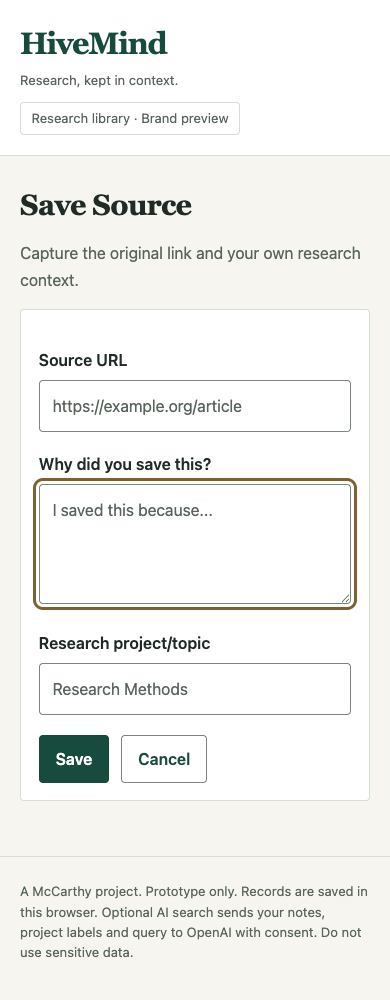 HiveMind
Research, kept in context.
Research library · Brand preview
Save Source
Capture the original link and your own research
context.
Source URL
https://example.org/article
Why did you save this?
I saved this because...
Research project/topic
Research Methods
Save
Cancel
A McCarthy project. Prototype only. Records are saved in
this browser. Optional AI search sends your notes,
project labels and query to OpenAI with consent. Do not
use sensitive data.